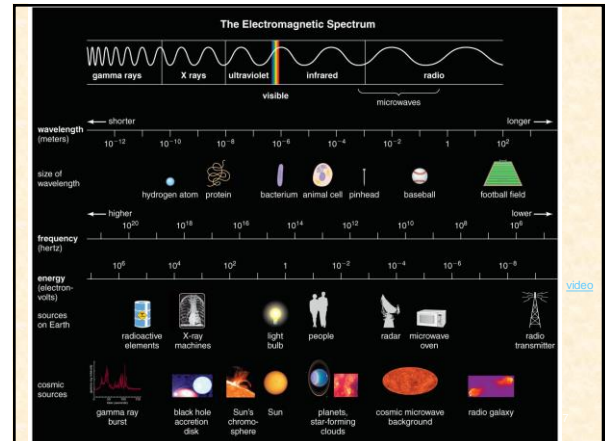 The Electromagnetic Spectrum
gamma rays X rays ultraviolet infrared radio
visible
microwaves
shorter longer
wavelength (meters)
10⁻¹² 10⁻¹⁰ 10⁻⁸ 10⁻⁶ 10⁻⁴ 10⁻² 1 10²
size of wavelength
hydrogen atom protein bacterium animal cell pinhead baseball football field
higher lower
frequency (hertz)
10²⁰ 10¹⁸ 10¹⁶ 10¹⁴ 10¹² 10¹⁰ 10⁸ 10⁶
energy (electron-volts)
10⁶ 10⁴ 10² 1 10⁻² 10⁻⁴ 10⁻⁶ 10⁻⁸
video
sources on Earth
radioactive elements X-ray machines light bulb people radar microwave oven radio transmitter
cosmic sources
gamma ray burst black hole accretion disk Sun's chromo-sphere Sun planets, star-forming clouds cosmic microwave background radio galaxy